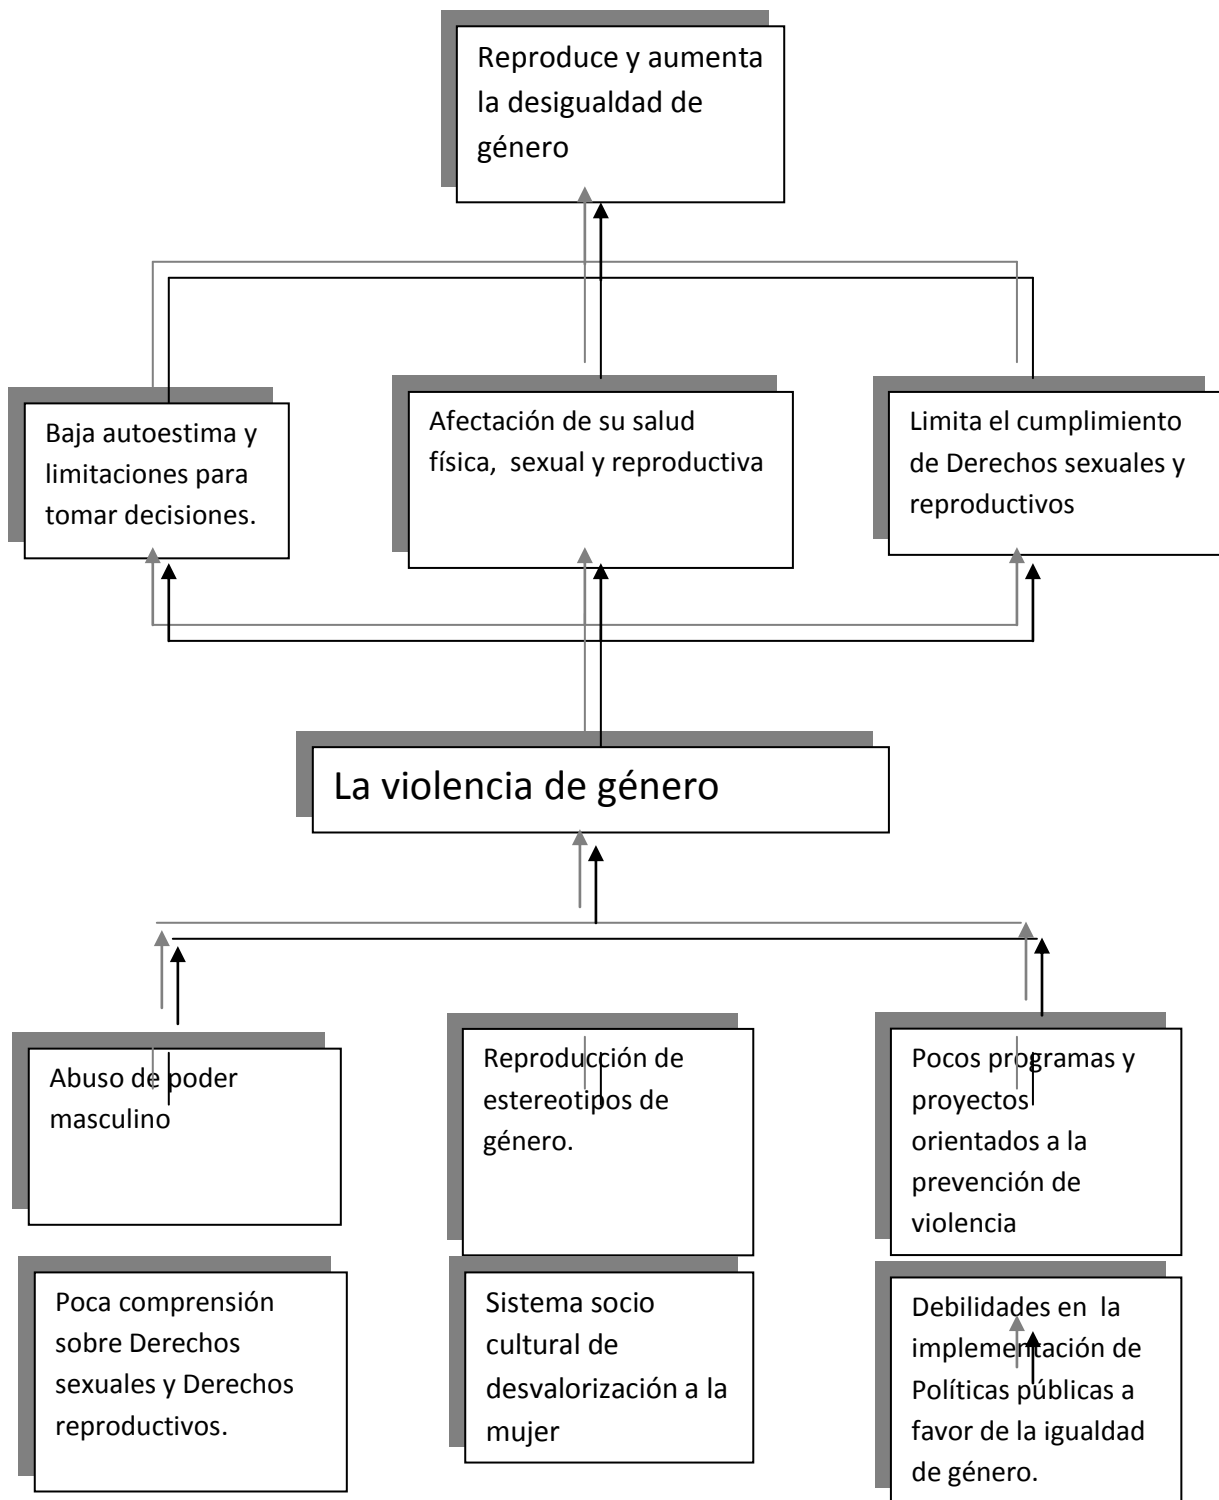 Reproduce y aumenta
la desigualdad de
género
Baja autoestima y
limitaciones para
tomar decisiones.
Afectación de su salud
física,  sexual y reproductiva
Limita el cumplimiento
de Derechos sexuales y
reproductivos
La violencia de género
Abuso de poder
masculino
Reproducción de
estereotipos de
género.
Pocos programas y
proyectos
orientados a la
prevención de
violencia
Poca comprensión
sobre Derechos
sexuales y Derechos
reproductivos.
Sistema socio
cultural de
desvalorización a la
mujer
Debilidades en  la
implementación de
Políticas públicas a
favor de la igualdad
de género.